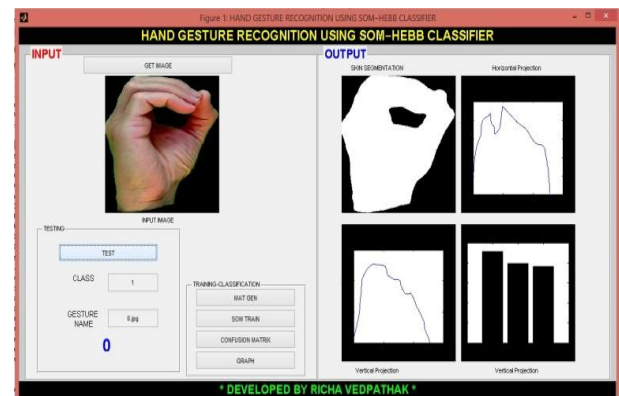 Figure 1: HAND GESTURE RECOGNITION USING SOM-HEBB CLASSIFIER
HAND GESTURE RECOGNITION USING SOM-HEBB CLASSIFIER
INPUT
GET IMAGE
INPUT IMAGE
TESTING
TEST
CLASS
1
GESTURE
NAME
0.jpg
0
TRAINING-CLASSIFICATION
MAT GEN
SOM TRAIN
CONFUSION MATRIX
GRAPH
OUTPUT
SKIN SEGMENTATION
Horizontal Projection
Vertical Projection
Vertical Projection
* DEVELOPED BY RICHA VEDPATHAK *